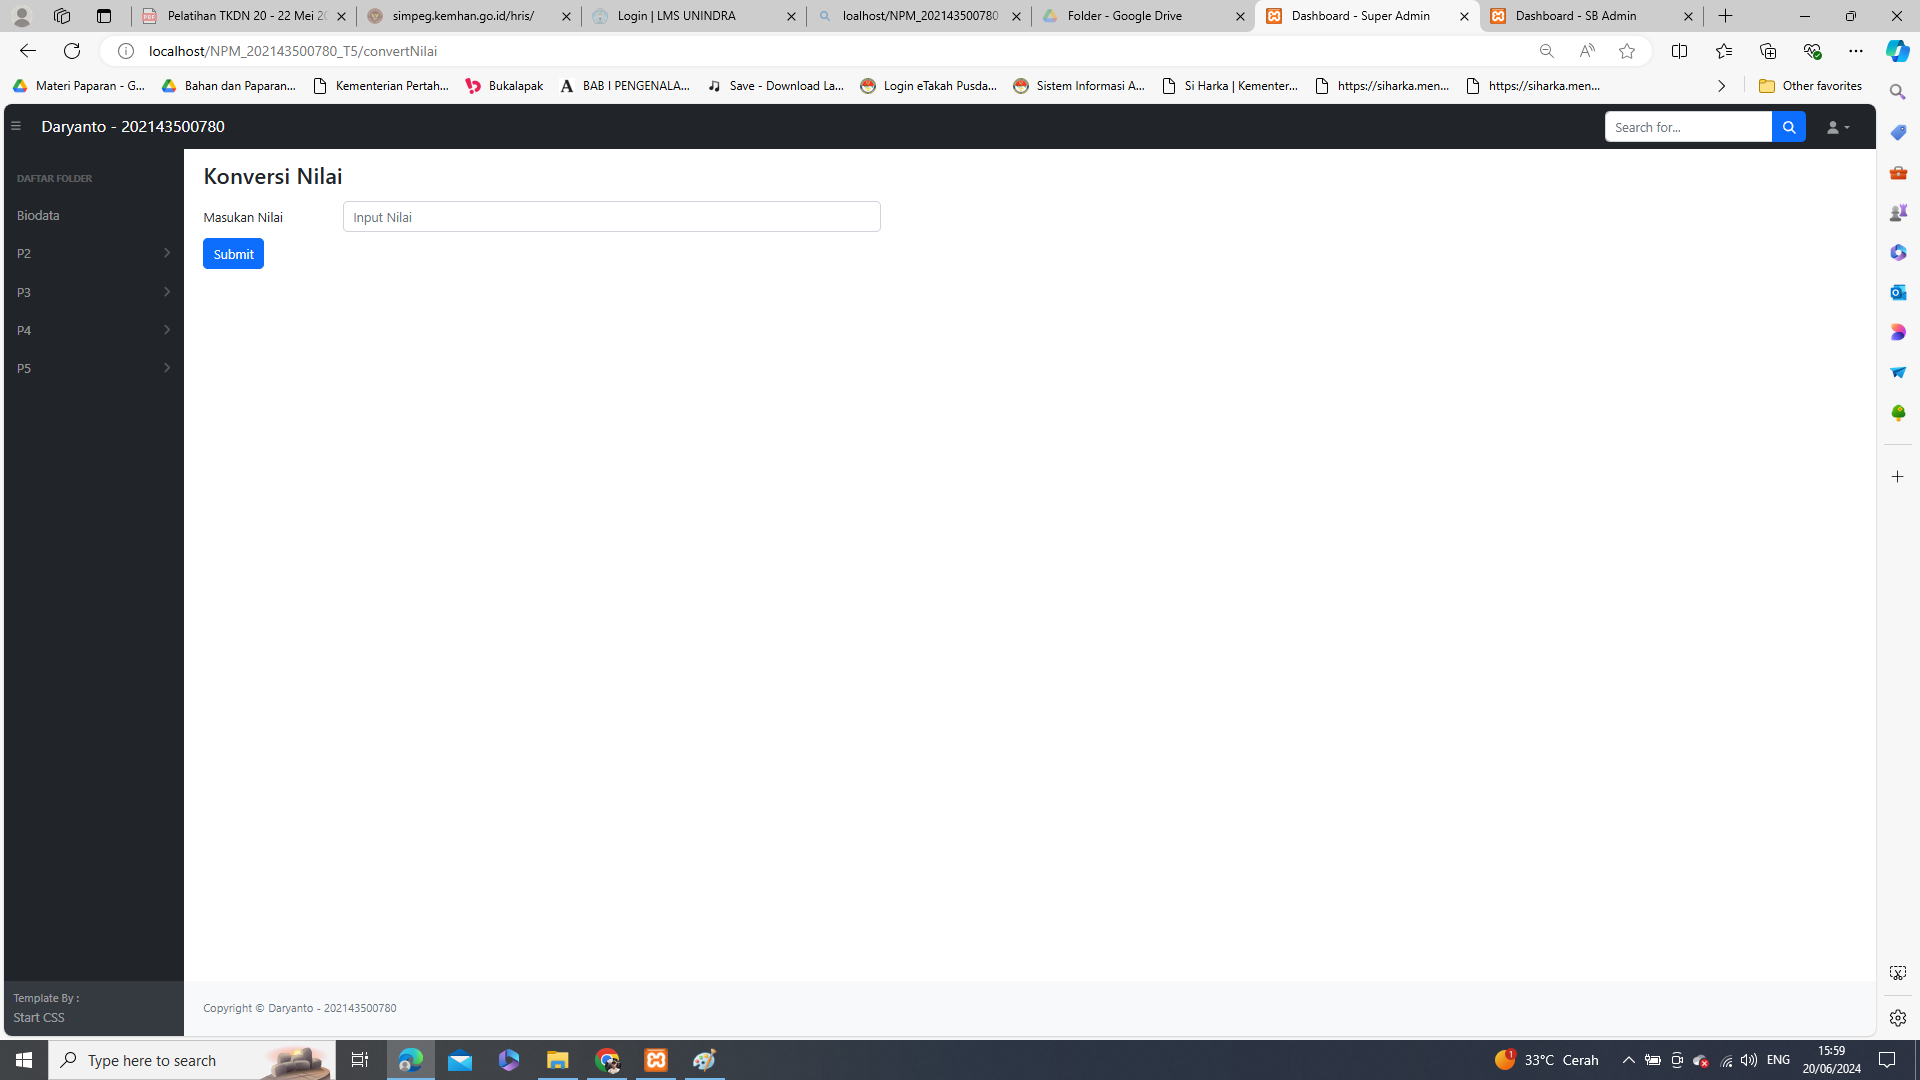 Pelatihan TKDN 20 - 22 Mei 20
simpeg.kemhan.go.id/hris/
Login | LMS UNINDRA
loalhost/NPM_202143500780
Folder - Google Drive
Dashboard - Super Admin
Dashboard - SB Admin
localhost/NPM_202143500780_T5/convertNilai
Materi Paparan - G...
Bahan dan Paparan...
Kementerian Pertah...
Bukalapak
BAB I PENGENALA...
Save - Download La...
Login eTakah Pusda...
Sistem Informasi A...
Si Harka | Kementer...
https://siharka.men...
https://siharka.men...
Other favorites
Daryanto - 202143500780
Search for...
DAFTAR FOLDER
Biodata
P2
P3
P4
P5
Konversi Nilai
Masukan Nilai
Input Nilai
Submit
Template By :
Start CSS
Copyright © Daryanto - 202143500780
Type here to search
33°C Cerah
ENG
15:59
20/06/2024